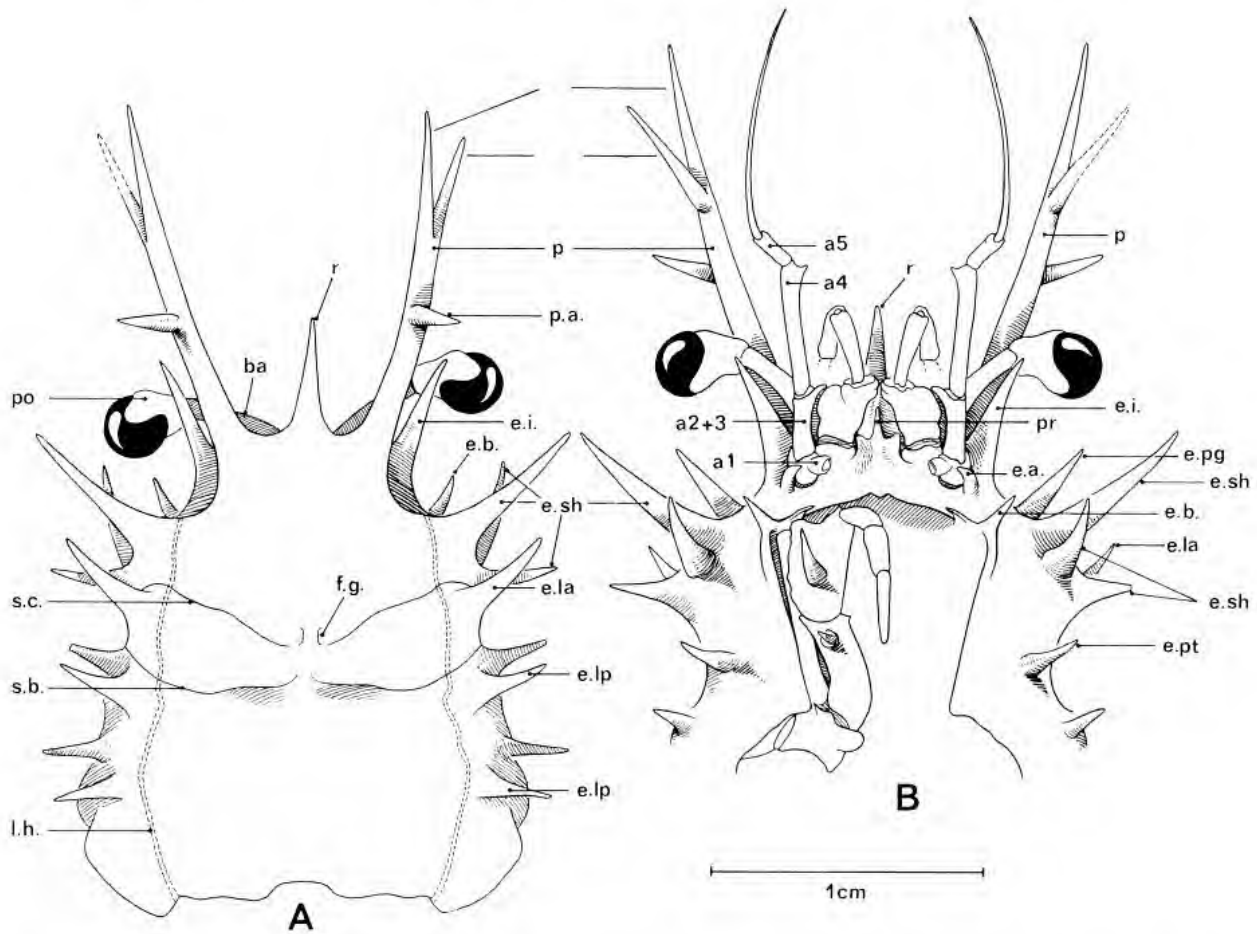 p
p
r
r
a5
a4
p.a.
ba
po
e.i.
e.i.
a2+3
pr
e.b.
a1
e.a.
e.pg
e.sh
e.sh
e.b.
e.la
e.sh
f.g.
s.c.
e.la
e.pt
s.b.
e.lp
e.lp
l.h.
A
B
1cm